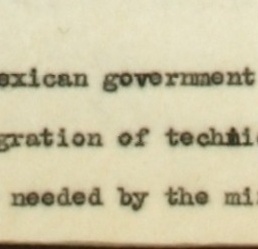 exican government
gration of techni
needed by the mi